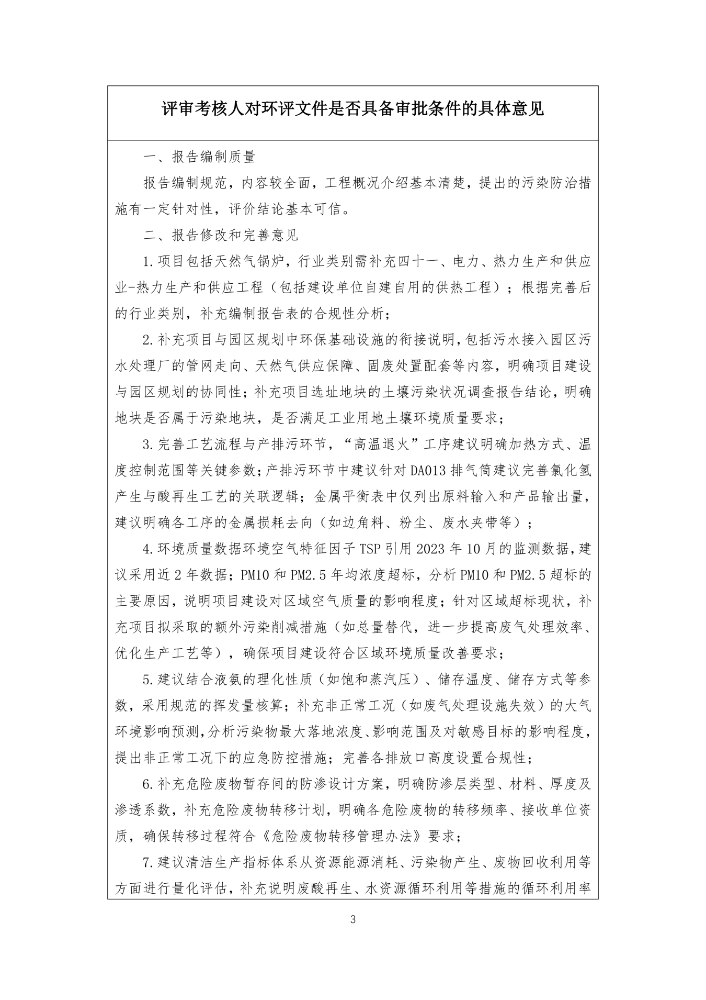 评审考核人对环评文件是否具备审批条件的具体意见
一、报告编制质量
报告编制规范，内容较全面，工程概况介绍基本清楚，提出的污染防治措
施有一定针对性，评价结论基本可信。
二、报告修改和完善意见
1.项目包括天然气锅炉，行业类别需补充四十一、电力、热力生产和供应
业-热力生产和供应工程（包括建设单位自建自用的供热工程）；根据完善后
的行业类别，补充编制报告表的合规性分析；
2.补充项目与园区规划中环保基础设施的衔接说明，包括污水接入园区污
水处理厂的管网走向、天然气供应保障、固废处置配套等内容，明确项目建设
与园区规划的协同性；补充项目选址地块的土壤污染状况调查报告结论，明确
地块是否属于污染地块，是否满足工业用地土壤环境质量要求；
3.完善工艺流程与产排污环节，“高温退火”工序建议明确加热方式、温
度控制范围等关键参数；产排污环节中建议针对 DA013 排气筒建议完善氯化氢
产生与酸再生工艺的关联逻辑；金属平衡表中仅列出原料输入和产品输出量，
建议明确各工序的金属损耗去向（如边角料、粉尘、废水夹带等）；
4.环境质量数据环境空气特征因子 TSP 引用 2023 年 10 月的监测数据，建
议采用近 2 年数据；PM10 和 PM2.5 年均浓度超标，分析 PM10 和 PM2.5 超标的
主要原因，说明项目建设对区域空气质量的影响程度；针对区域超标现状，补
充项目拟采取的额外污染削减措施（如总量替代，进一步提高废气处理效率、
优化生产工艺等），确保项目建设符合区域环境质量改善要求；
5.建议结合液氨的理化性质（如饱和蒸汽压）、储存温度、储存方式等参
数，采用规范的挥发量核算；补充非正常工况（如废气处理设施失效）的大气
环境影响预测，分析污染物最大落地浓度、影响范围及对敏感目标的影响程度，
提出非正常工况下的应急防控措施；完善各排放口高度设置合规性；
6.补充危险废物暂存间的防渗设计方案，明确防渗层类型、材料、厚度及
渗透系数，补充危险废物转移计划，明确各危险废物的转移频率、接收单位资
质，确保转移过程符合《危险废物转移管理办法》要求；
7.建议清洁生产指标体系从资源能源消耗、污染物产生、废物回收利用等
方面进行量化评估，补充说明废酸再生、水资源循环利用等措施的循环利用率
3